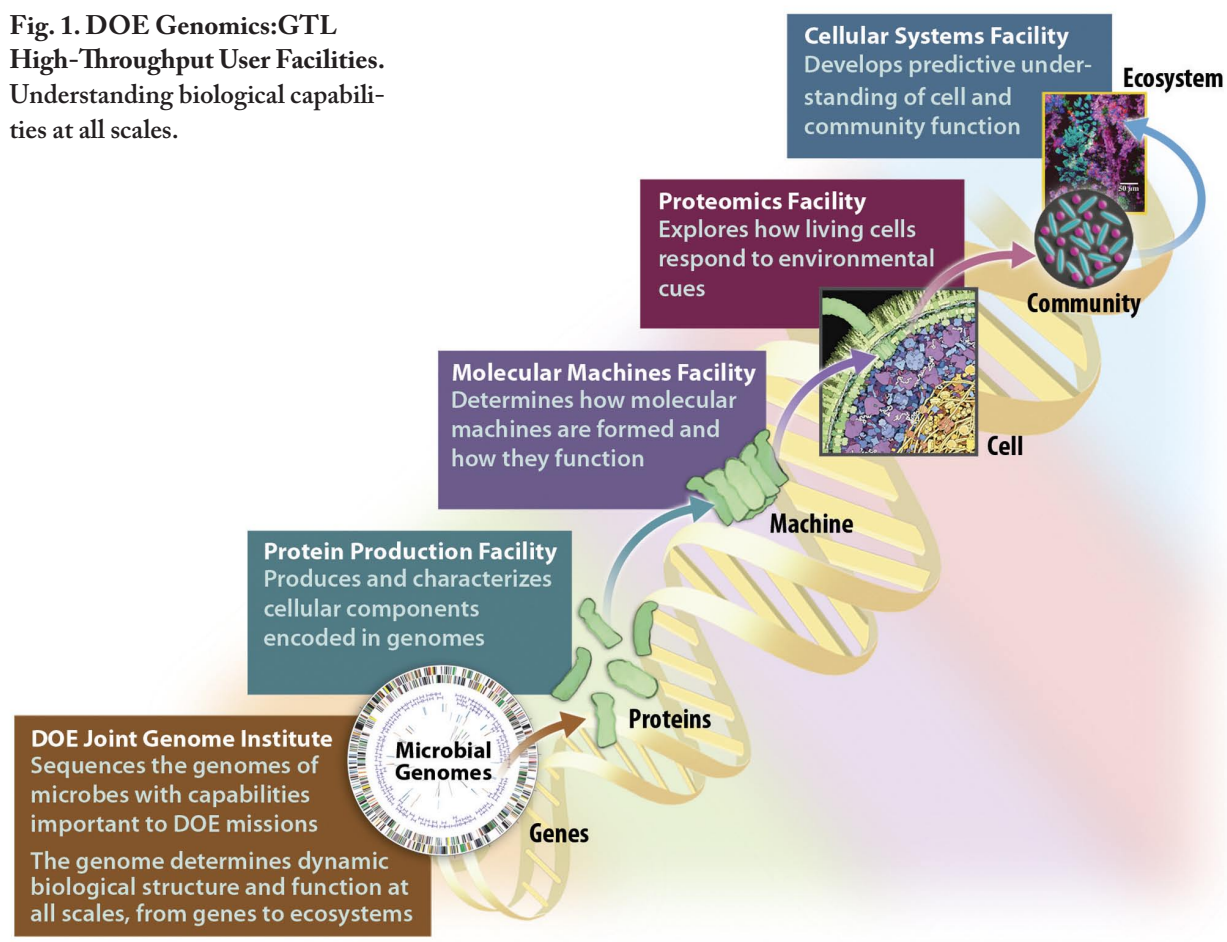 Fig. 1. DOE Genomics:GTL
High-Throughput User Facilities.
Understanding biological capabili-
ties at all scales.
Cellular Systems Facility
Develops predictive under-
standing of cell and
community function
Ecosystem
50 µm
Proteomics Facility
Explores how living cells
respond to environmental
cues
Community
Molecular Machines Facility
Determines how molecular
machines are formed and
how they function
Cell
Machine
Protein Production Facility
Produces and characterizes
cellular components
encoded in genomes
Proteins
DOE Joint Genome Institute
Sequences the genomes of
microbes with capabilities
important to DOE missions
The genome determines dynamic
biological structure and function at
all scales, from genes to ecosystems
Microbial
Genomes
Genes